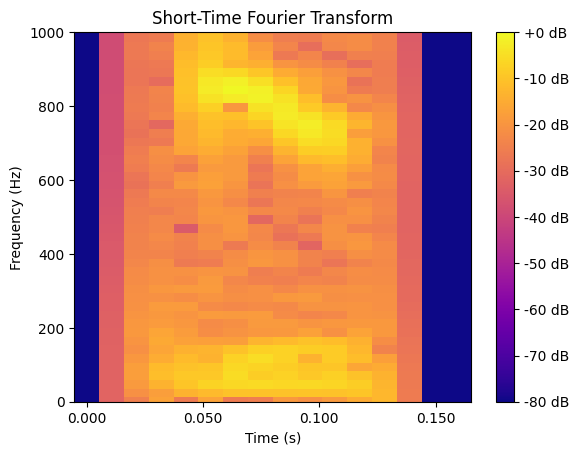 Short-Time Fourier Transform
1000
800
600
400
200
0
Frequency (Hz)
0.000
0.050
0.100
0.150
Time (s)
+0 dB
-10 dB
-20 dB
-30 dB
-40 dB
-50 dB
-60 dB
-70 dB
-80 dB